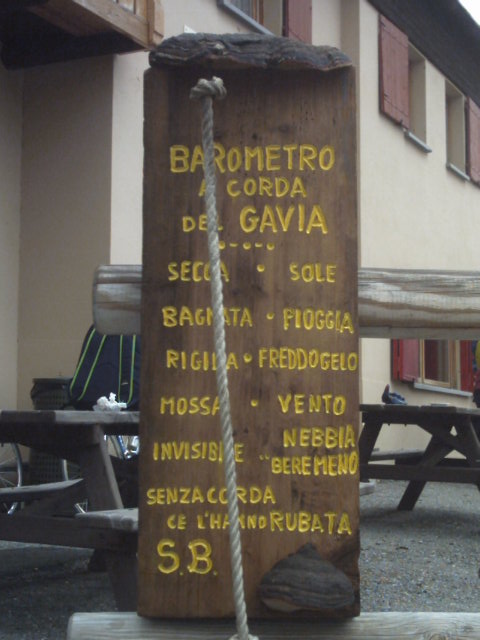 BAROMETRO
A CORDA
DEL GAVIA
SECCA • SOLE
BAGNATA • PIOGGIA
RIGIDA • FREDDOGELO
MOSSA • VENTO
INVISIBILE NEBBIA
"BEREMENO
SENZACORDA
CE L'HANNO RUBATA
S.B.